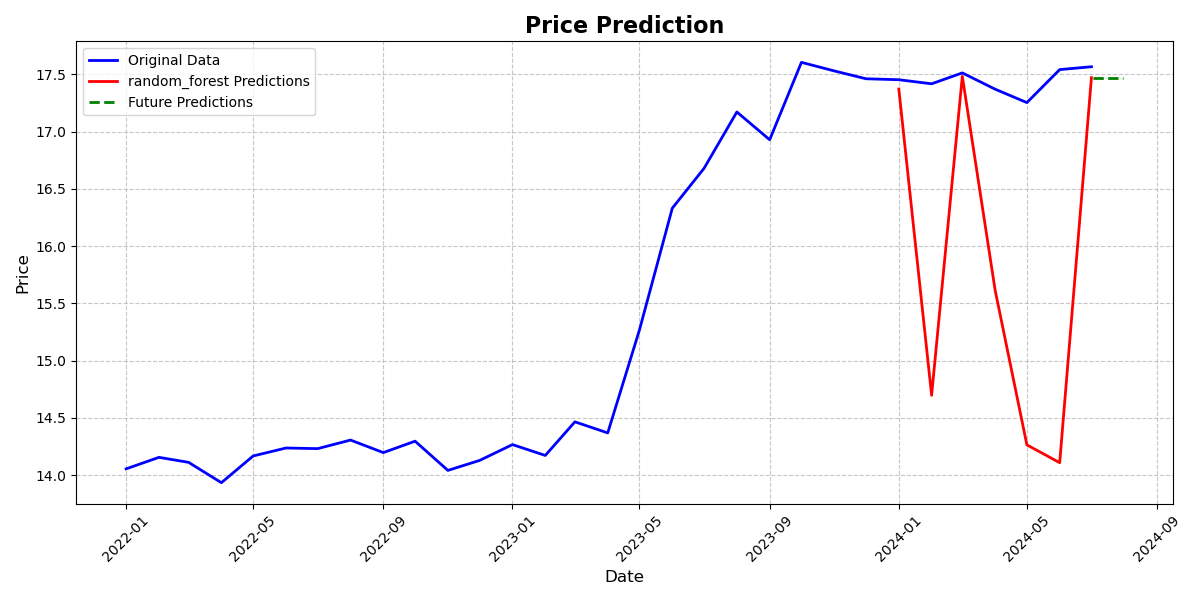 Price Prediction
Original Data
random_forest Predictions
Future Predictions
Price
17.5
17.0
16.5
16.0
15.5
15.0
14.5
14.0
2022-01
2022-05
2022-09
2023-01
2023-05
2023-09
2024-01
2024-05
2024-09
Date